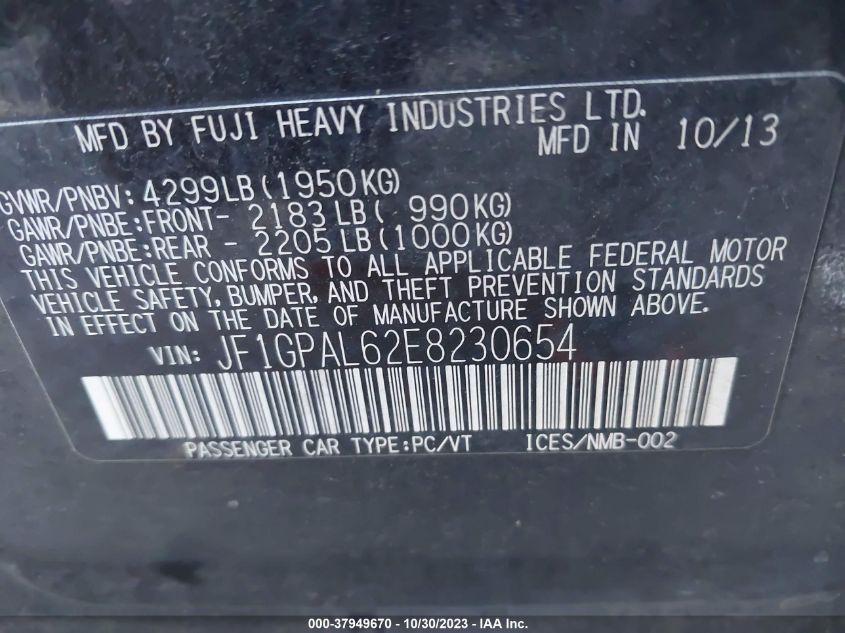 MFD BY FUJI HEAVY INDUSTRIES LTD.
MFD IN 10/13
GVWR/PNBV: 4299LB(1950KG)
GAWR/PNBE:FRONT- 2183LB( 990KG)
GAWR/PNBE:REAR - 2205LB(1000KG)
THIS VEHICLE CONFORMS TO ALL APPLICABLE FEDERAL MOTOR
VEHICLE SAFETY, BUMPER, AND THEFT PREVENTION STANDARDS
IN EFFECT ON THE DATE OF MANUFACTURE SHOWN ABOVE.
VIN: JF1GPAL62E8230654
PASSENGER CAR TYPE:PC/VT ICES/NMB-002
000-37949670 - 10/30/2023 - IAA Inc.